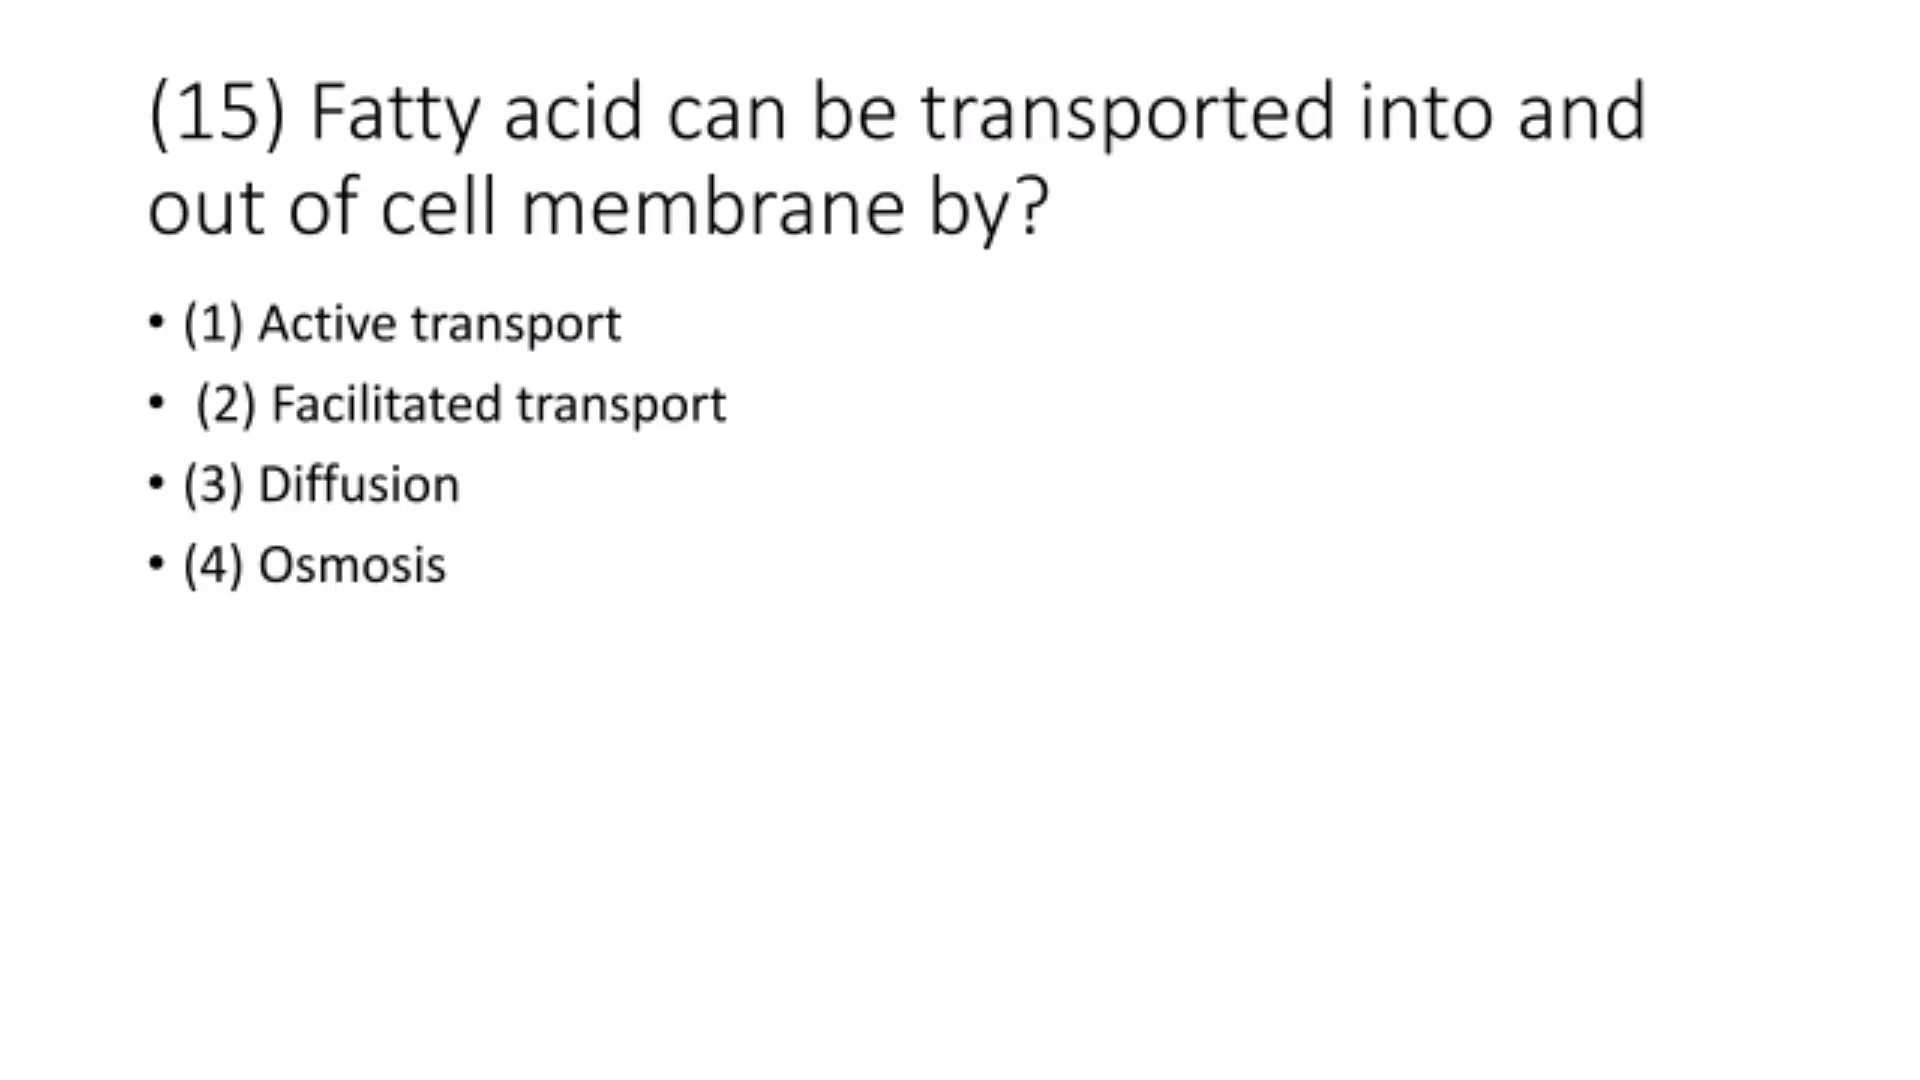 (15) Fatty acid can be transported into and
out of cell membrane by?
• (1) Active transport
• (2) Facilitated transport
• (3) Diffusion
• (4) Osmosis